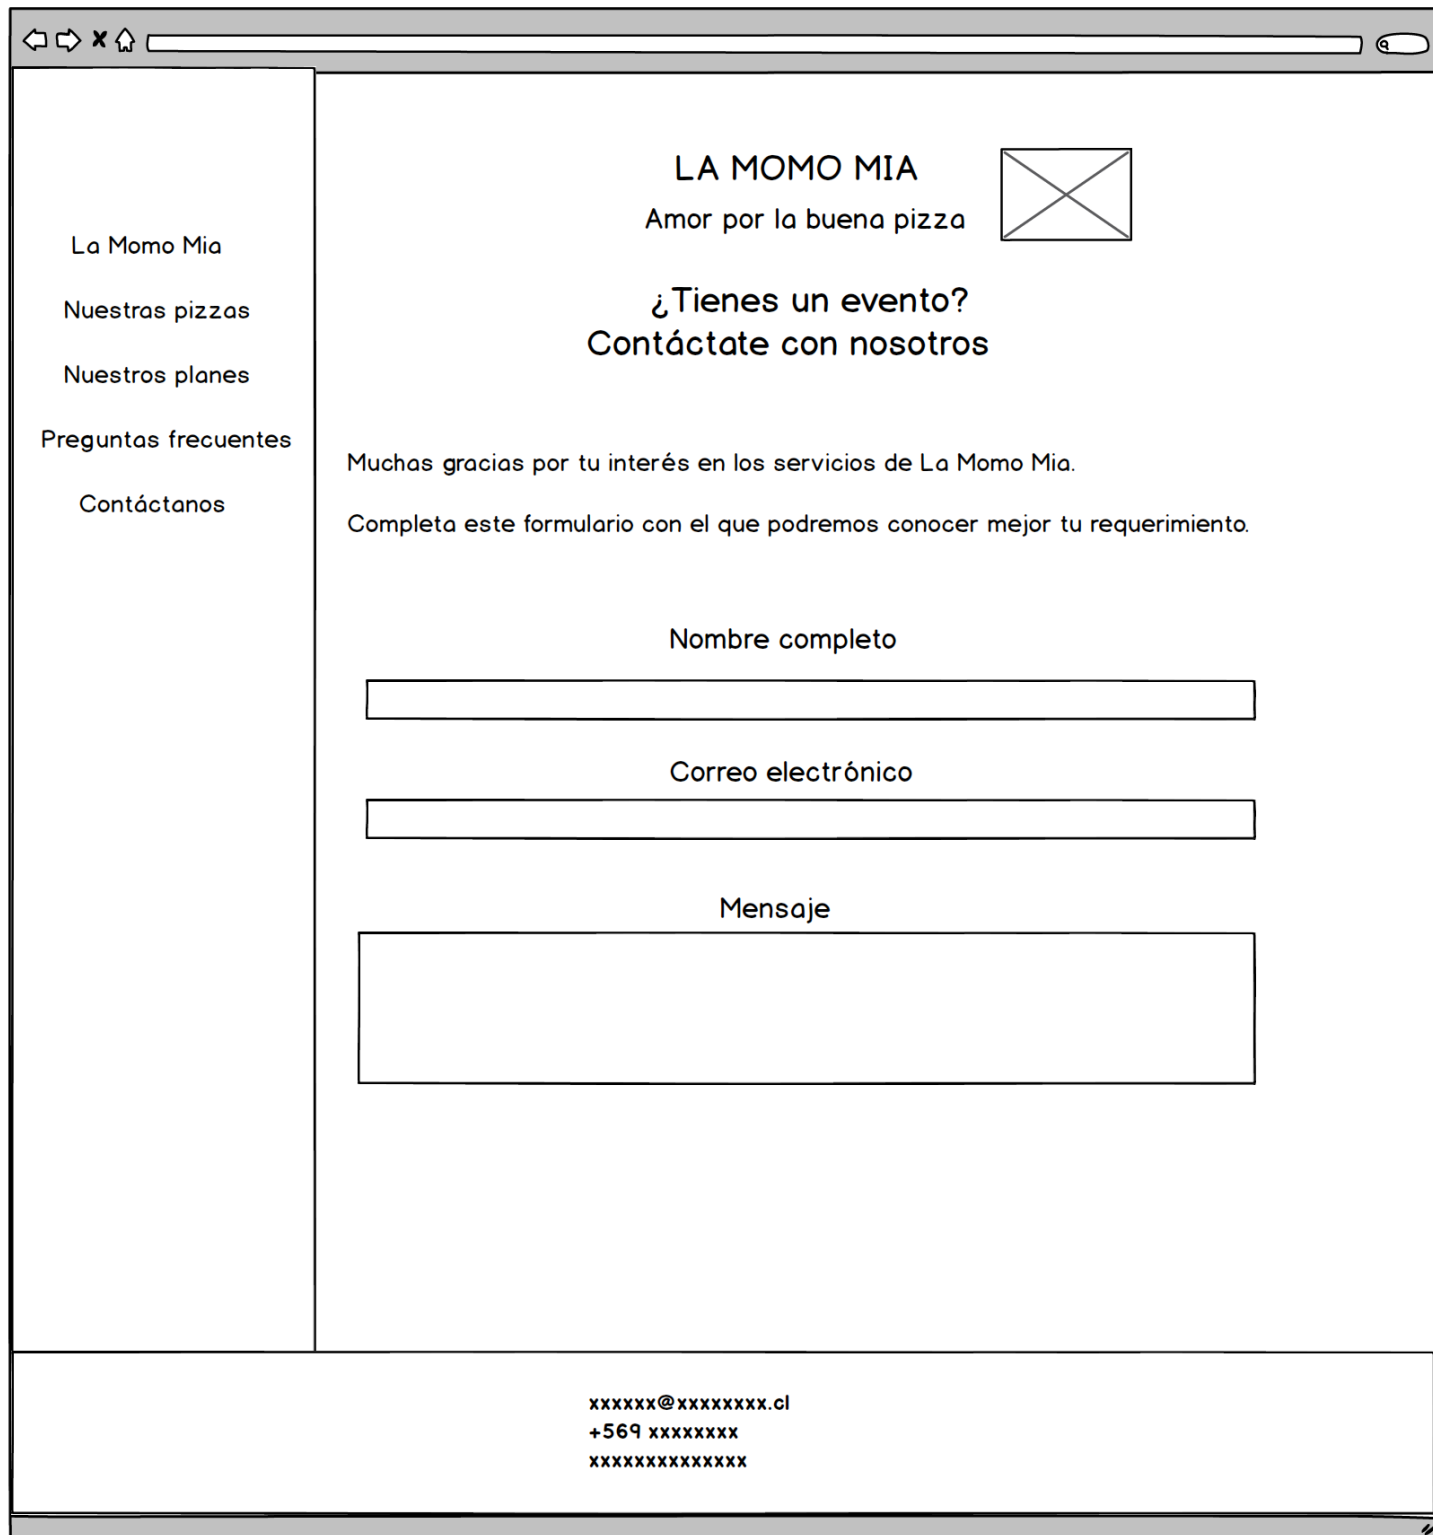 La Momo Mia
Nuestras pizzas
Nuestros planes
Preguntas frecuentes
Contáctanos
LA MOMO MIA
Amor por la buena pizza
¿Tienes un evento?
Contáctate con nosotros
Muchas gracias por tu interés en los servicios de La Momo Mia.
Completa este formulario con el que podremos conocer mejor tu requerimiento.
Nombre completo
Correo electrónico
Mensaje
xxxxxx@xxxxxxxx.cl
+569 xxxxxxxx
xxxxxxxxxxxxxx